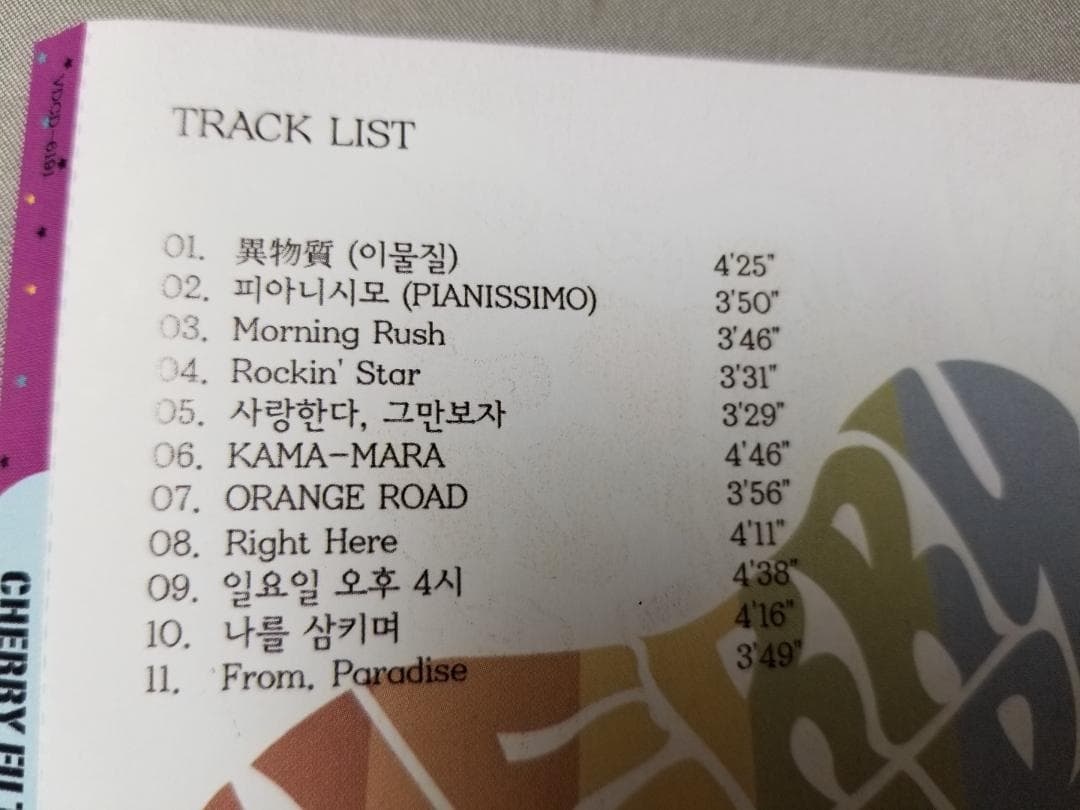 TRACK LIST
01. 異物質 (이물질) 4'25"
02. 피아니시모 (PIANISSIMO) 3'50"
03. Morning Rush 3'46"
04. Rockin' Star 3'31"
05. 사랑한다, 그만보자 3'29"
06. KAMA-MARA 4'46"
07. ORANGE ROAD 3'56"
08. Right Here 4'11"
09. 일요일 오후 4시 4'38"
10. 나를 삼키며 4'16"
11. From. Paradise 3'49"
VDCD-6191
CHERRY